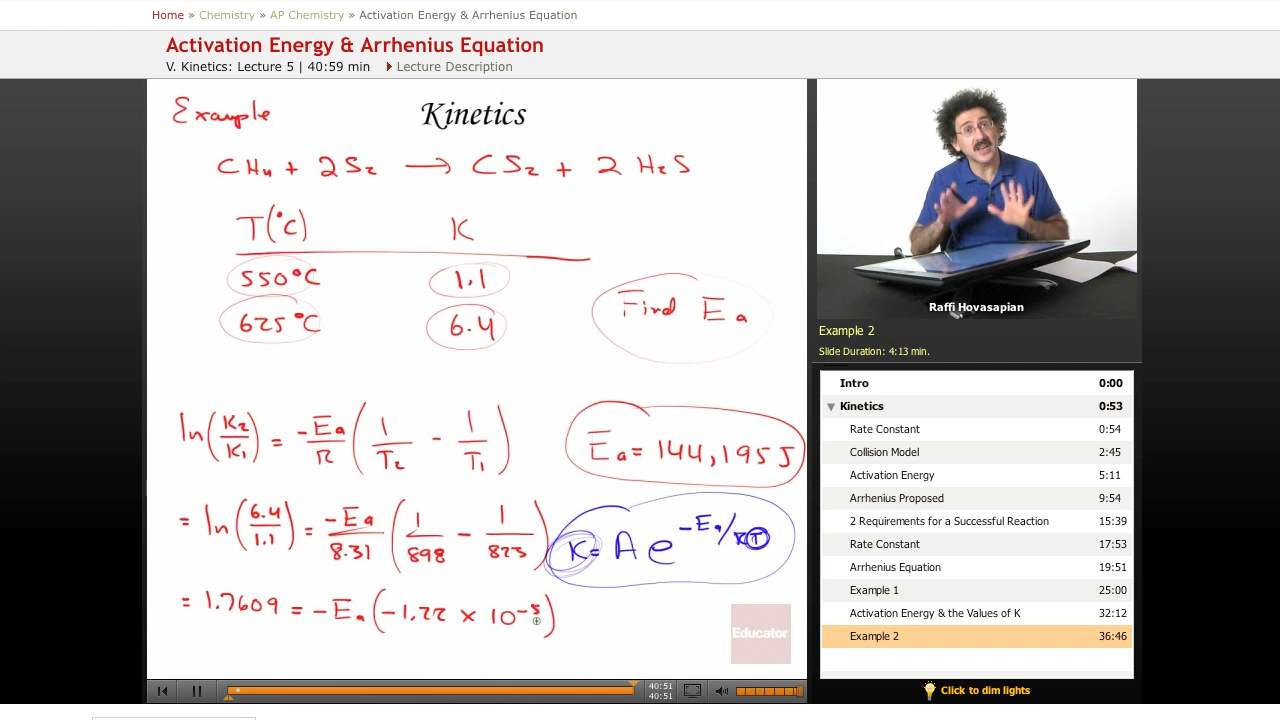 Home » Chemistry » AP Chemistry » Activation Energy & Arrhenius Equation
Activation Energy & Arrhenius Equation
V. Kinetics: Lecture 5 | 40:59 min Lecture Description
Example Kinetics
CH₄ + 2S₂ → CS₂ + 2 H₂S
T(°C) K
550°C 1.1
625°C 6.4
Find Eₐ
ln(K₂/K₁) = -Eₐ/R (1/T₂ - 1/T₁)
Eₐ = 144,195 J
= ln(6.4/1.1) = -Eₐ/8.31 (1/898 - 1/823)
K = A e^-Eₐ/RT
= 1.7609 = -Eₐ (-1.22 × 10⁻⁵)
Educator
40:51
40:51
Raffi Hovasapian
Example 2
Slide Duration: 4:13 min.
Intro 0:00
Kinetics 0:53
Rate Constant 0:54
Collision Model 2:45
Activation Energy 5:11
Arrhenius Proposed 9:54
2 Requirements for a Successful Reaction 15:39
Rate Constant 17:53
Arrhenius Equation 19:51
Example 1 25:00
Activation Energy & the Values of K 32:12
Example 2 36:46
Click to dim lights